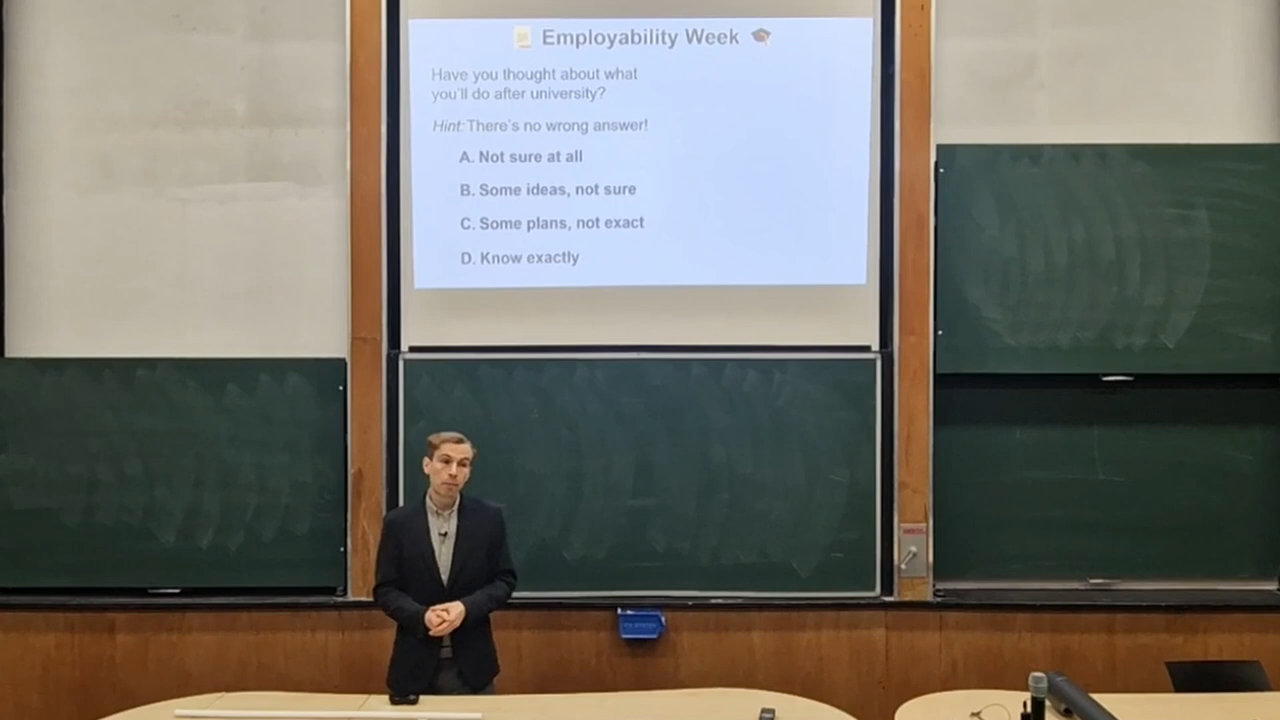 Employability Week
Have you thought about what
you'll do after university?
Hint: There's no wrong answer!
A. Not sure at all
B. Some ideas, not sure
C. Some plans, not exact
D. Know exactly